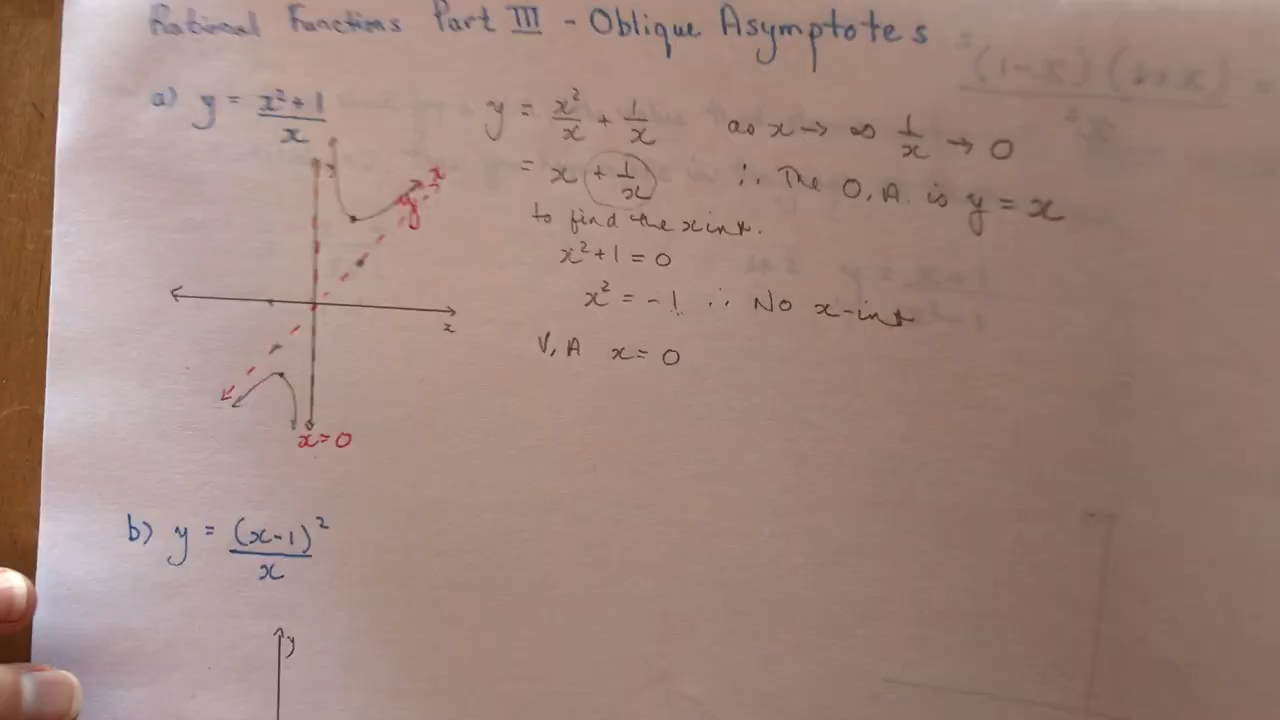 Rational Functions Part III - Oblique Asymptotes
a) y = x²+1 / x
y = x²/x + 1/x as x → ∞ 1/x → 0
= x + 1/x ∴ The O.A. is y = x
to find the x int.
x²+1 = 0
x² = -1 ∴ No x-int
V,A x = 0
y
x
x=0
b) y = (x-1)² / x
y